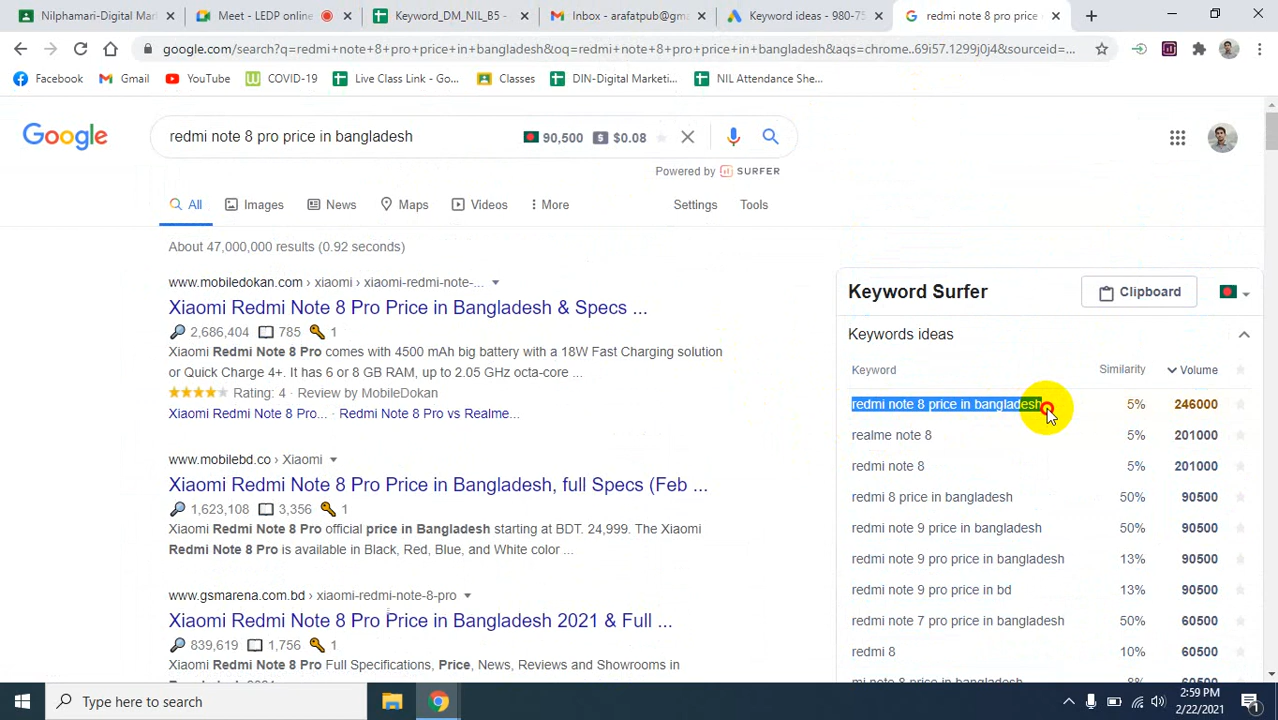 Nilphamari-Digital Mar
Meet - LEDP online
Keyword_DM_NIL_B5 -
Inbox - arafatpub@gma
Keyword ideas - 980-75
redmi note 8 pro price
google.com/search?q=redmi+note+8+pro+price+in+bangladesh&oq=redmi+note+8+pro+price+in+bangladesh&aqs=chrome..69i57.1299j0j4&sourceid=...
Facebook
Gmail
YouTube
COVID-19
Live Class Link - Go...
Classes
DIN-Digital Marketi...
NIL Attendance She...
Google
redmi note 8 pro price in bangladesh
90,500
$
$0.08
Powered by SURFER
All
Images
News
Maps
Videos
More
Settings
Tools
About 47,000,000 results (0.92 seconds)
www.mobiledokan.com › xiaomi › xiaomi-redmi-note-...
Xiaomi Redmi Note 8 Pro Price in Bangladesh & Specs ...
2,686,404 785 1
Xiaomi Redmi Note 8 Pro comes with 4500 mAh big battery with a 18W Fast Charging solution
or Quick Charge 4+. It has 6 or 8 GB RAM, up to 2.05 GHz octa-core ...
Rating: 4 · Review by MobileDokan
Xiaomi Redmi Note 8 Pro... · Redmi Note 8 Pro vs Realme...
www.mobilebd.co › Xiaomi
Xiaomi Redmi Note 8 Pro Price in Bangladesh, full Specs (Feb ...
1,623,108 3,356 1
Xiaomi Redmi Note 8 Pro official price in Bangladesh starting at BDT. 24,999. The Xiaomi
Redmi Note 8 Pro is available in Black, Red, Blue, and White color ...
www.gsmarena.com.bd › xiaomi-redmi-note-8-pro
Xiaomi Redmi Note 8 Pro Price in Bangladesh 2021 & Full ...
839,619 1,756 1
Xiaomi Redmi Note 8 Pro Full Specifications, Price, News, Reviews and Showrooms in
Keyword Surfer
Clipboard
Keywords ideas
Keyword Similarity Volume
redmi note 8 price in bangladesh 5% 246000
realme note 8 5% 201000
redmi note 8 5% 201000
redmi 8 price in bangladesh 50% 90500
redmi note 9 price in bangladesh 50% 90500
redmi note 9 pro price in bangladesh 13% 90500
redmi note 9 pro price in bd 13% 90500
redmi note 7 pro price in bangladesh 50% 60500
redmi 8 10% 60500
mi note 8 price in bangladesh 8% 60500
Type here to search
2:59 PM
2/22/2021
1